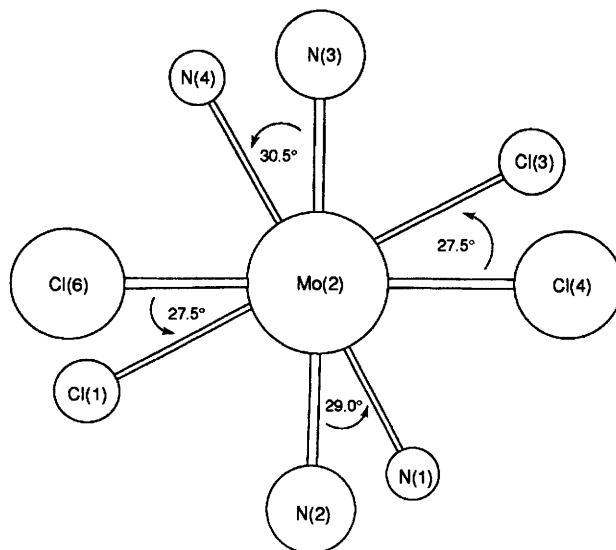 N(3)
N(4)
30.5°
Cl(3)
27.5°
Cl(6)
Mo(2)
Cl(4)
27.5°
Cl(1)
29.0°
N(1)
N(2)